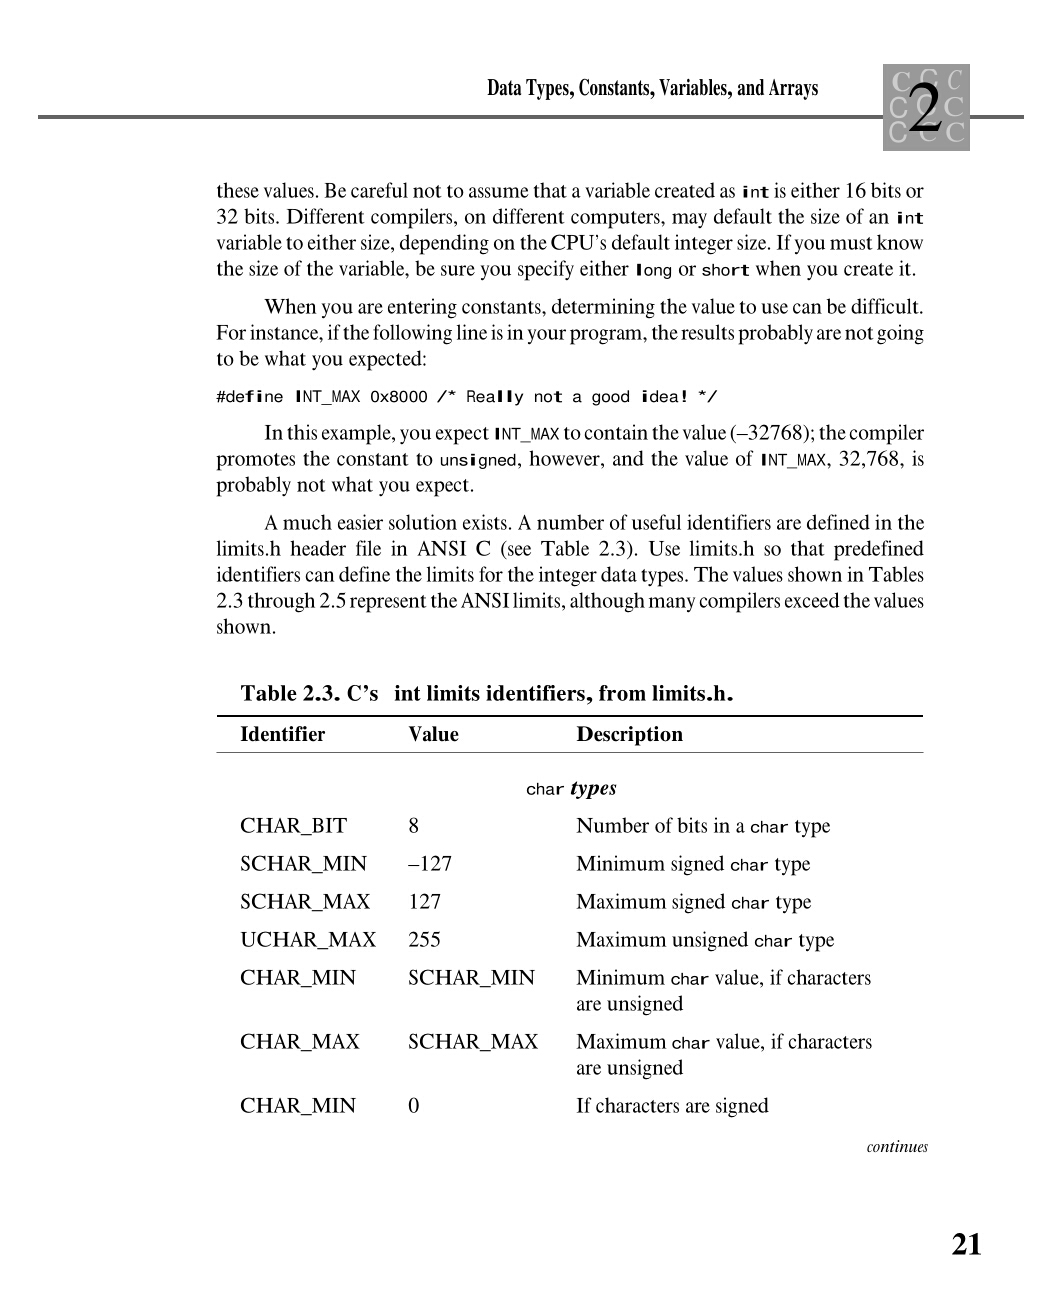 Data Types, Constants, Variables, and Arrays
C C C
C C C
C C C
2
these values. Be careful not to assume that a variable created as int is either 16 bits or
32 bits. Different compilers, on different computers, may default the size of an int
variable to either size, depending on the CPU's default integer size. If you must know
the size of the variable, be sure you specify either long or short when you create it.
When you are entering constants, determining the value to use can be difficult.
For instance, if the following line is in your program, the results probably are not going
to be what you expected:
#define INT_MAX 0x8000 /* Really not a good idea! */
In this example, you expect INT_MAX to contain the value (–32768); the compiler
promotes the constant to unsigned, however, and the value of INT_MAX, 32,768, is
probably not what you expect.
A much easier solution exists. A number of useful identifiers are defined in the
limits.h header file in ANSI C (see Table 2.3). Use limits.h so that predefined
identifiers can define the limits for the integer data types. The values shown in Tables
2.3 through 2.5 represent the ANSI limits, although many compilers exceed the values
shown.
Table 2.3. C's int limits identifiers, from limits.h.
Identifier Value Description
char types
CHAR_BIT 8 Number of bits in a char type
SCHAR_MIN –127 Minimum signed char type
SCHAR_MAX 127 Maximum signed char type
UCHAR_MAX 255 Maximum unsigned char type
CHAR_MIN SCHAR_MIN Minimum char value, if characters
are unsigned
CHAR_MAX SCHAR_MAX Maximum char value, if characters
are unsigned
CHAR_MIN 0 If characters are signed
continues
21